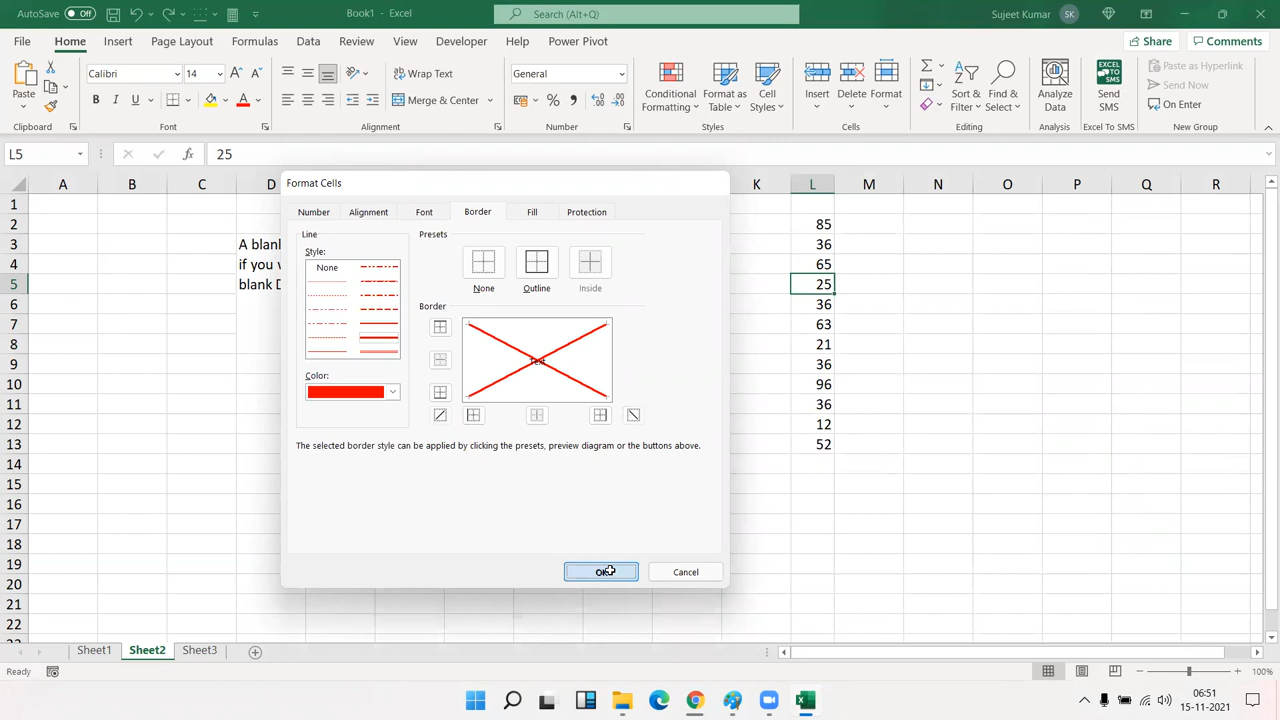 AutoSave Off Book1 - Excel Search (Alt+Q) Sujeet Kumar SK
File Home Insert Page Layout Formulas Data Review View Developer Help Power Pivot Share Comments
Paste Calibri 14 Wrap Text General Conditional Formatting Format as Table Cell Styles Insert Delete Format Sort & Filter Find & Select Analyze Data Send SMS Paste as Hyperlink
B I U A Merge & Center % Send Now
On Enter
Clipboard Font Alignment Number Styles Cells Editing Analysis Excel To SMS New Group
L5 fx 25
A B C D K L M N O P Q R
Format Cells
Number Alignment Font Border Fill Protection
Line Presets
Style:
None
None Outline Inside
Border
Text
Color:
The selected border style can be applied by clicking the presets, preview diagram or the buttons above.
OK Cancel
1
2 85
3 A blank 36
4 if you 65
5 blank D 25
6 36
7 63
8 21
9 36
10 96
11 36
12 12
13 52
14
15
16
17
18
19
20
21
22
Sheet1 Sheet2 Sheet3
Ready 100%
06:51
15-11-2021